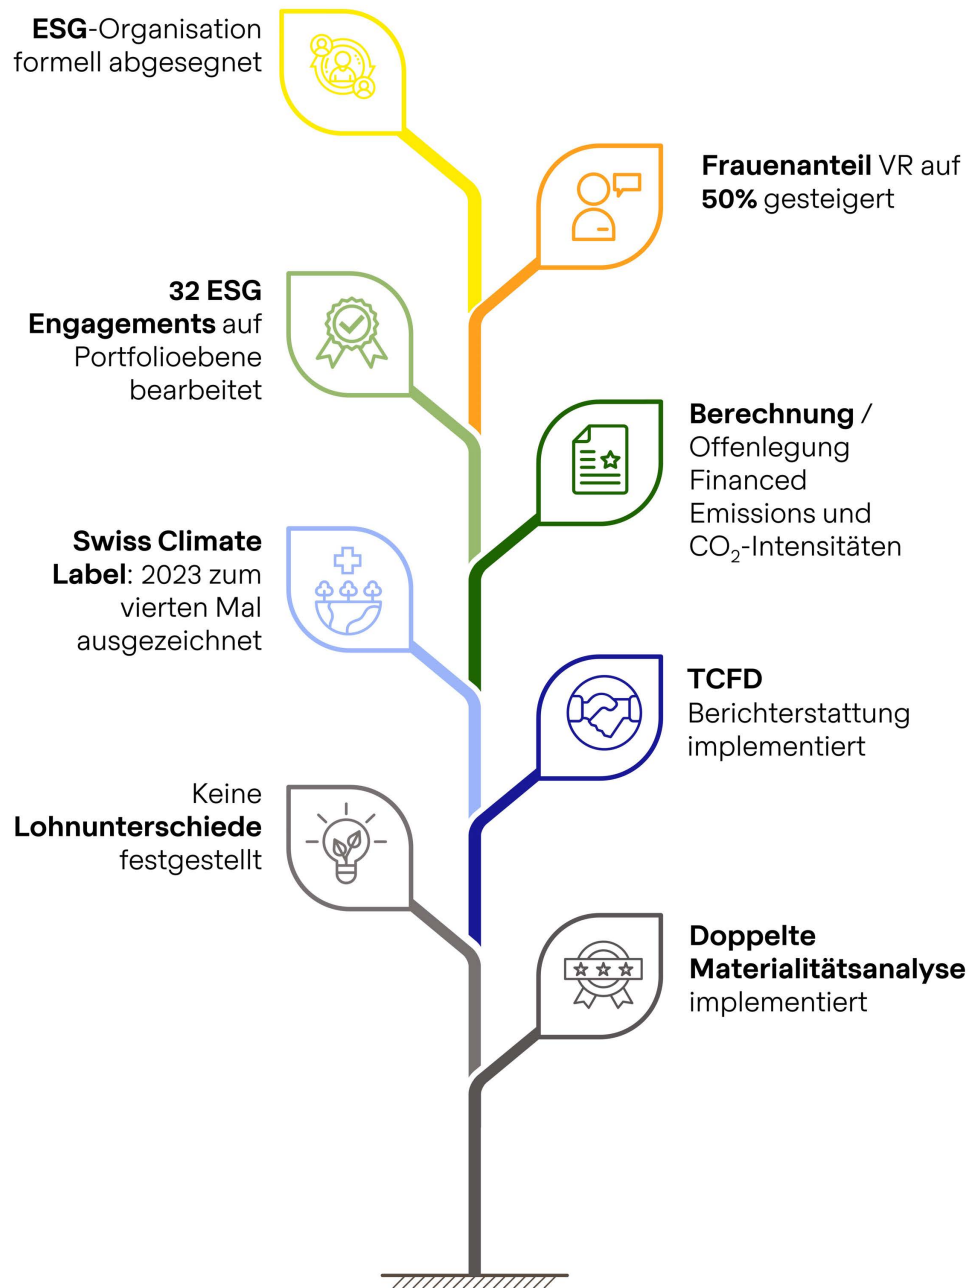 ESG-Organisation
formell abgesegnet
Frauenanteil VR auf
50% gesteigert
32 ESG
Engagements auf
Portfolioebene
bearbeitet
Berechnung /
Offenlegung
Financed
Emissions und
CO₂-Intensitäten
Swiss Climate
Label: 2023 zum
vierten Mal
ausgezeichnet
TCFD
Berichterstattung
implementiert
Keine
Lohnunterschiede
festgestellt
Doppelte
Materialitätsanalyse
implementiert